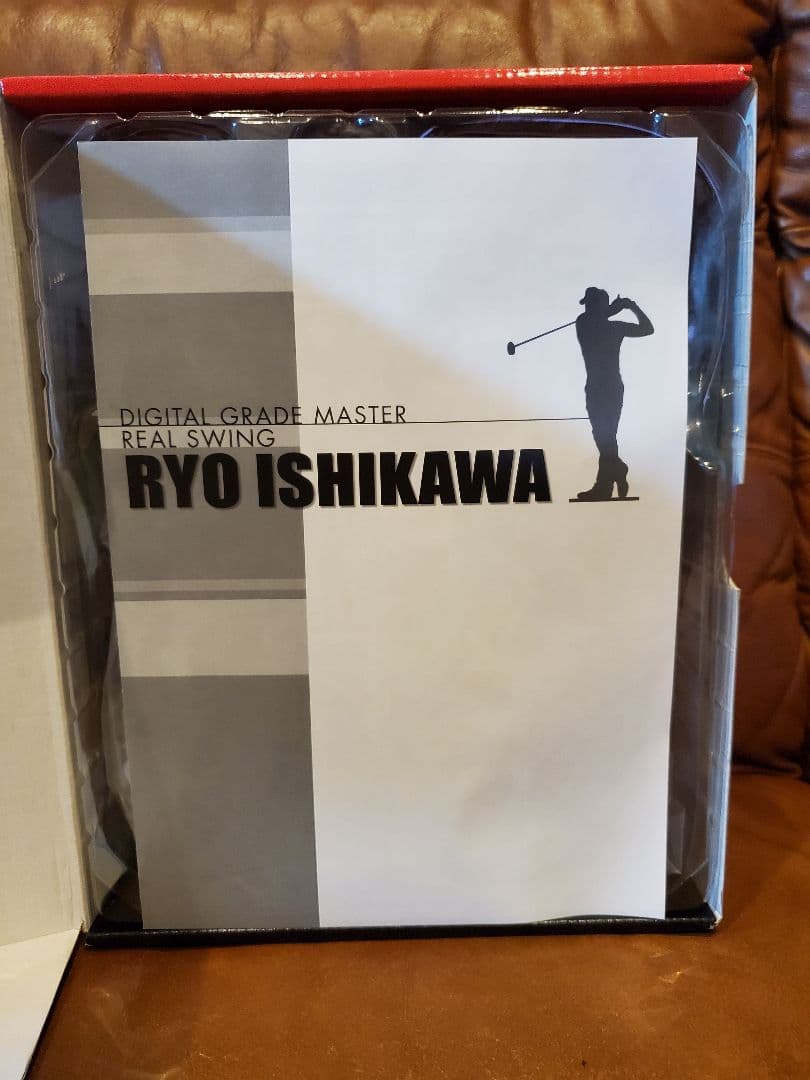 DIGITAL GRADE MASTER
REAL SWING
RYO ISHIKAWA